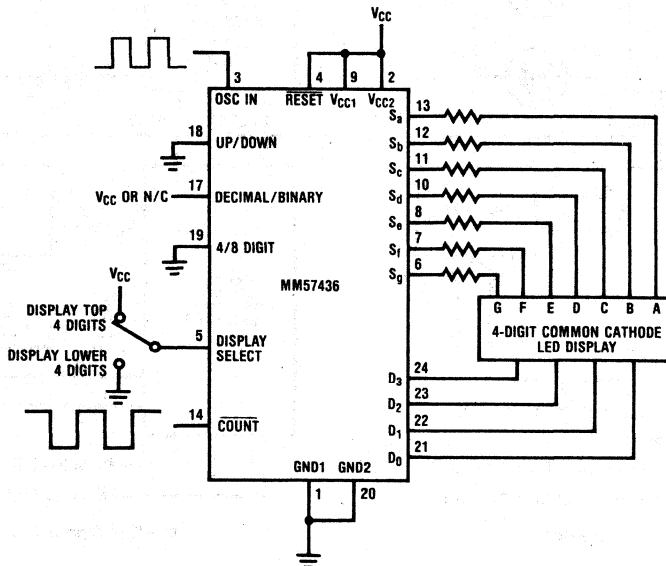 VCC
3
4
9
2
OSC IN
RESET
VCC1
VCC2
13
Sa
12
Sb
11
Sc
10
Sd
8
Se
7
Sf
6
Sg
18
UP/DOWN
VCC OR N/C
17
DECIMAL/BINARY
19
4/8 DIGIT
MM57436
VCC
DISPLAY TOP
4 DIGITS
5
DISPLAY
SELECT
DISPLAY LOWER
4 DIGITS
14
COUNT
G F E D C B A
4-DIGIT COMMON CATHODE
LED DISPLAY
24
D3
23
D2
22
D1
21
D0
GND1
GND2
1
20